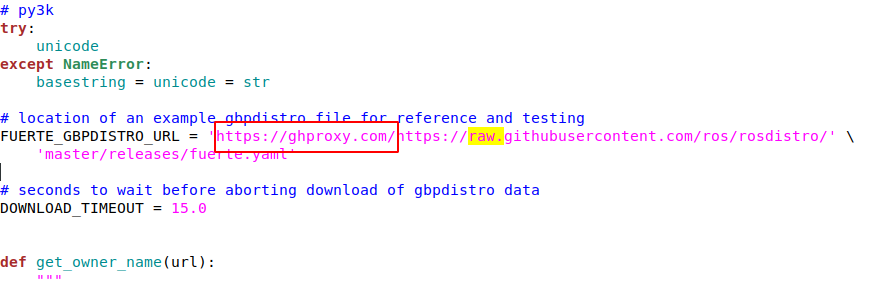 # py3k
try:
    unicode
except NameError:
    basestring = unicode = str
# location of an example gbpdistro file for reference and testing
FUERTE_GBPDISTRO_URL = 'https://ghproxy.com/https://raw.githubusercontent.com/ros/rosdistro/' \
    'master/releases/fuerte.yaml'
# seconds to wait before aborting download of gbpdistro data
DOWNLOAD_TIMEOUT = 15.0
def get_owner_name(url):
    """